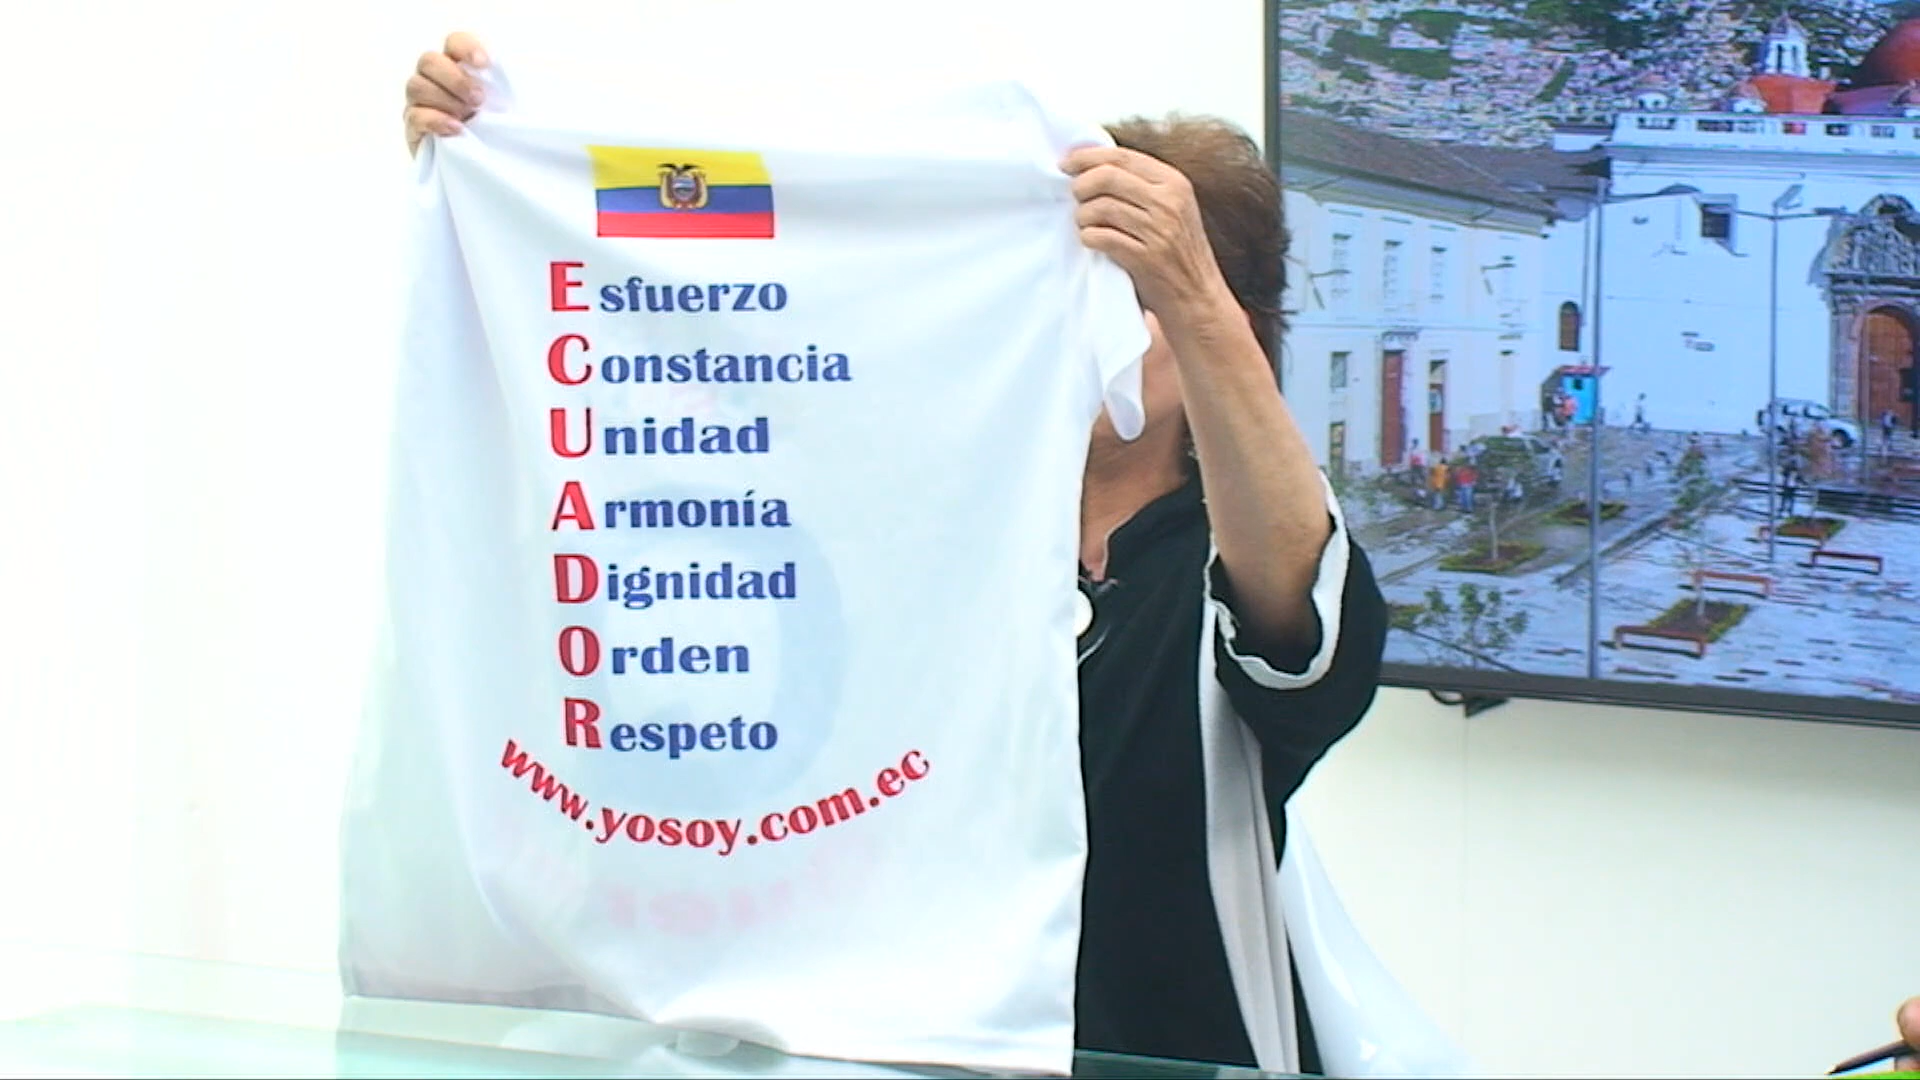 Esfuerzo
Constancia
Unidad
Armonía
Dignidad
Orden
Respeto
www.yosoy.com.ec